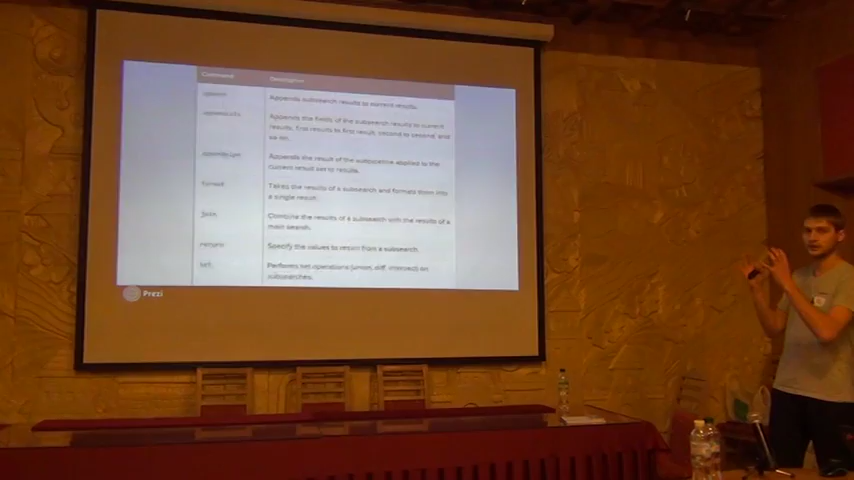 Command Description
append Appends subsearch results to current results.
appendcols Appends the fields of the subsearch results to current
results, first results to first result, second to second, and
so on.
appendpipe Appends the result of the subpipeline applied to the
current result set to results.
format Takes the results of a subsearch and formats them into
a single result.
join Combine the results of a subsearch with the results of a
main search.
return Specify the values to return from a subsearch.
set Performs set operations (union, diff, intersect) on
subsearches.
Prezi